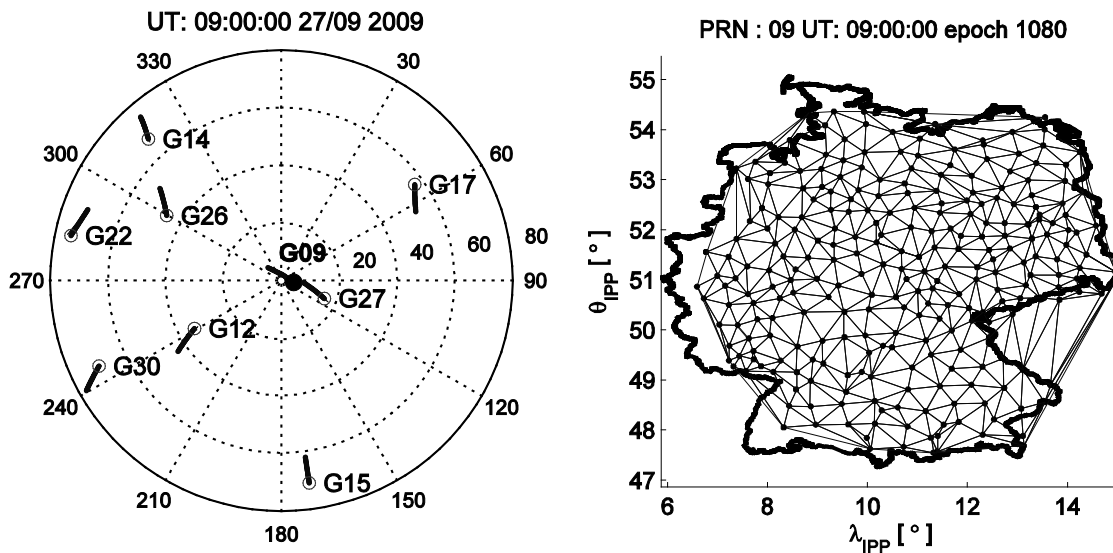 UT: 09:00:00 27/09 2009
330
30
300
60
G14
G17
G26
G22
80
60
40
20
G09
270
90
G27
G12
G30
240
120
G15
210
150
180
PRN : 09 UT: 09:00:00 epoch 1080
55
54
53
52
51
50
49
48
47
θIPP [ ° ]
6
8
10
12
14
λIPP [ ° ]